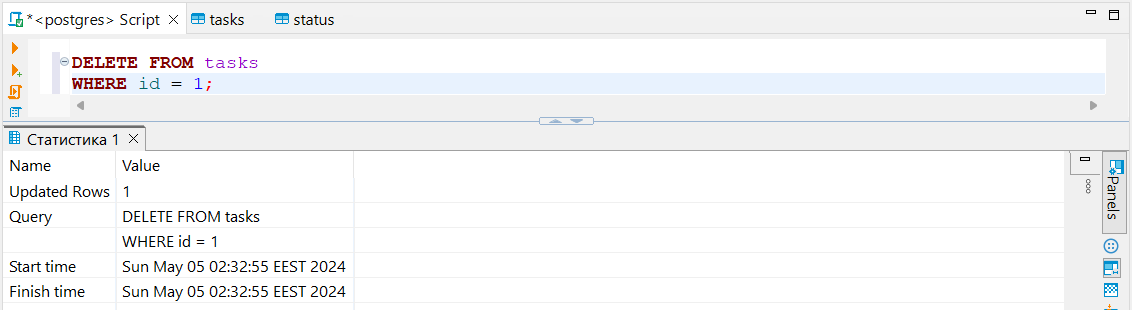 *<postgres> Script tasks status
DELETE FROM tasks
WHERE id = 1;
Статистика 1
Name Value
Updated Rows 1
Query DELETE FROM tasks
WHERE id = 1
Start time Sun May 05 02:32:55 EEST 2024
Finish time Sun May 05 02:32:55 EEST 2024
Panels